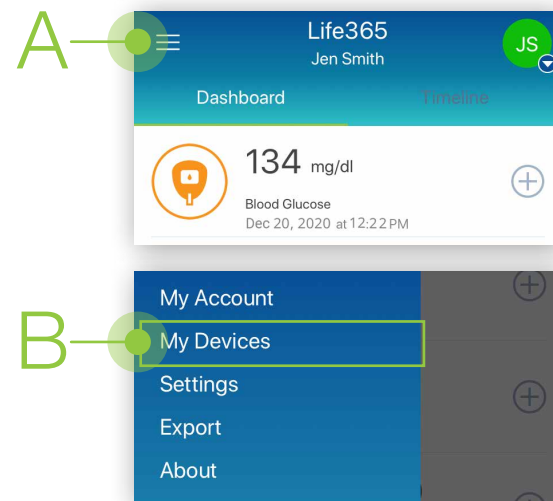 A
Life365
Jen Smith
JS
Dashboard
Timeline
134 mg/dl
Blood Glucose
Dec 20, 2020 at 12:22 PM
B
My Account
My Devices
Settings
Export
About